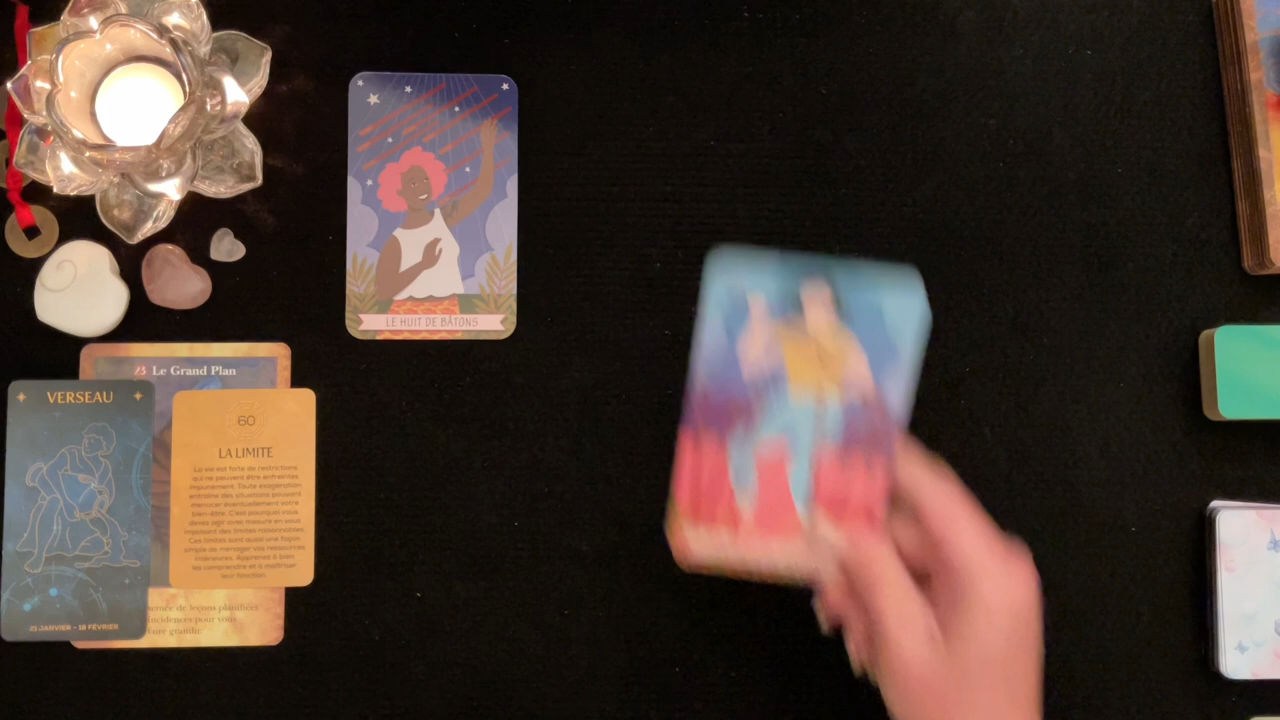 LE HUIT DE BÂTONS
23 Le Grand Plan
VERSEAU
21 JANVIER - 18 FÉVRIER
60
LA LIMITE
La vie est faite de restrictions
qui ne peuvent être enfreintes
impunément. Toute exagération
entraîne des situations pouvant
menacer éventuellement votre
bien-être. C'est pourquoi vous
devez agir avec mesure en vous
imposant des limites raisonnables.
Ces limites sont aussi une façon
simple de ménager vos ressources
intérieures. Apprenez à bien
les comprendre et à maîtriser
leur fonction.
de leçons planifiées
pour vous
grandir.